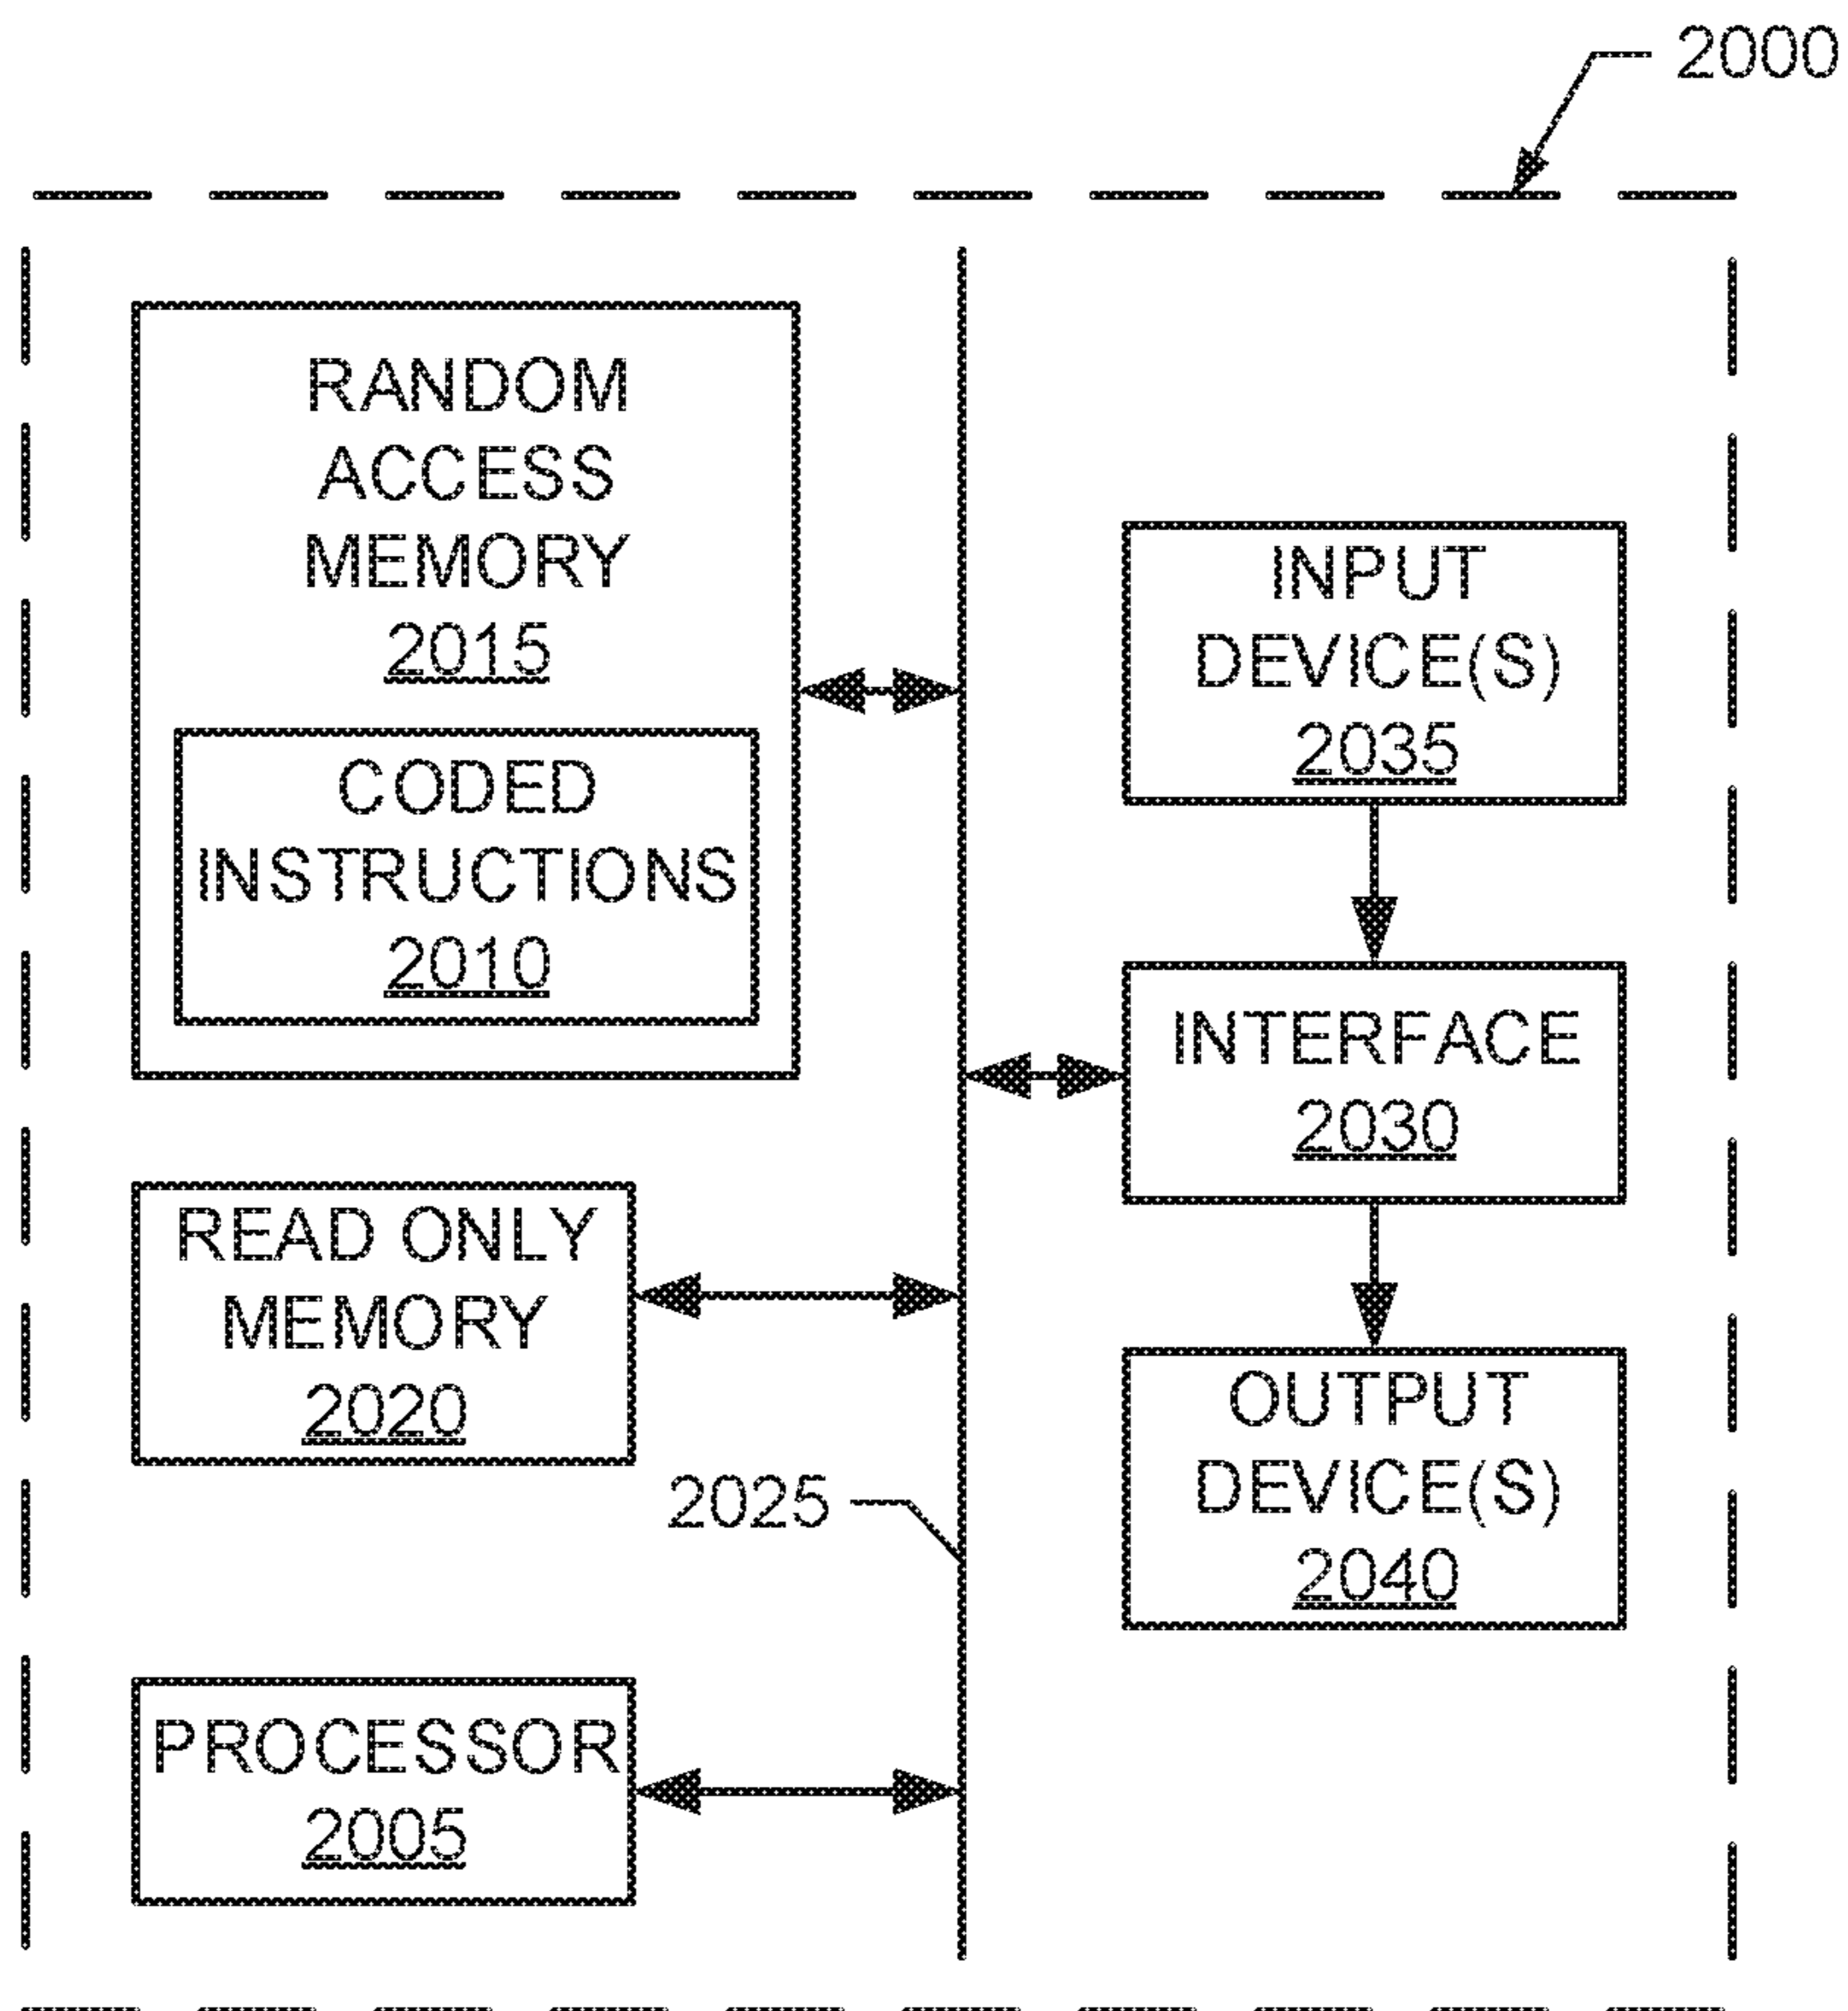 2000
RANDOM
ACCESS
MEMORY
2015
CODED
INSTRUCTIONS
2010
READ ONLY
MEMORY
2020
2025
PROCESSOR
2005
INPUT
DEVICE(S)
2035
INTERFACE
2030
OUTPUT
DEVICE(S)
2040